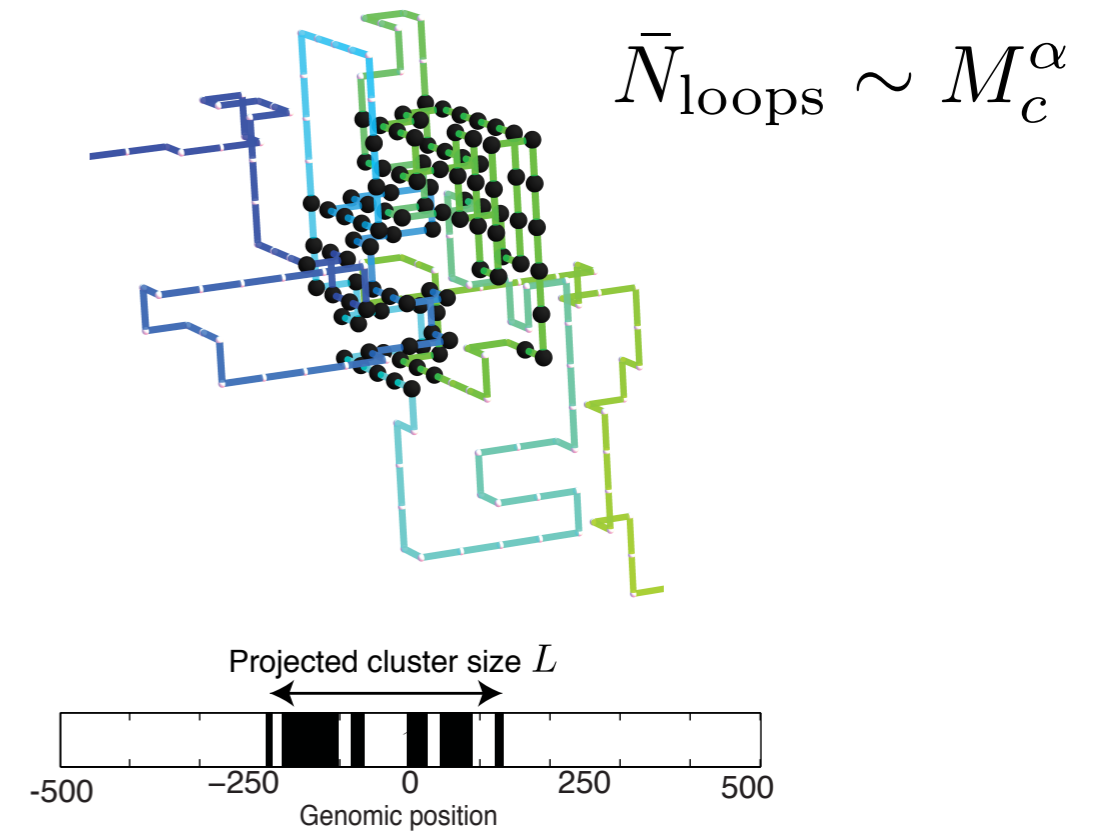 N̄_loops ∼ M_c^α
Projected cluster size L
-500 −250 0 250 500
Genomic position